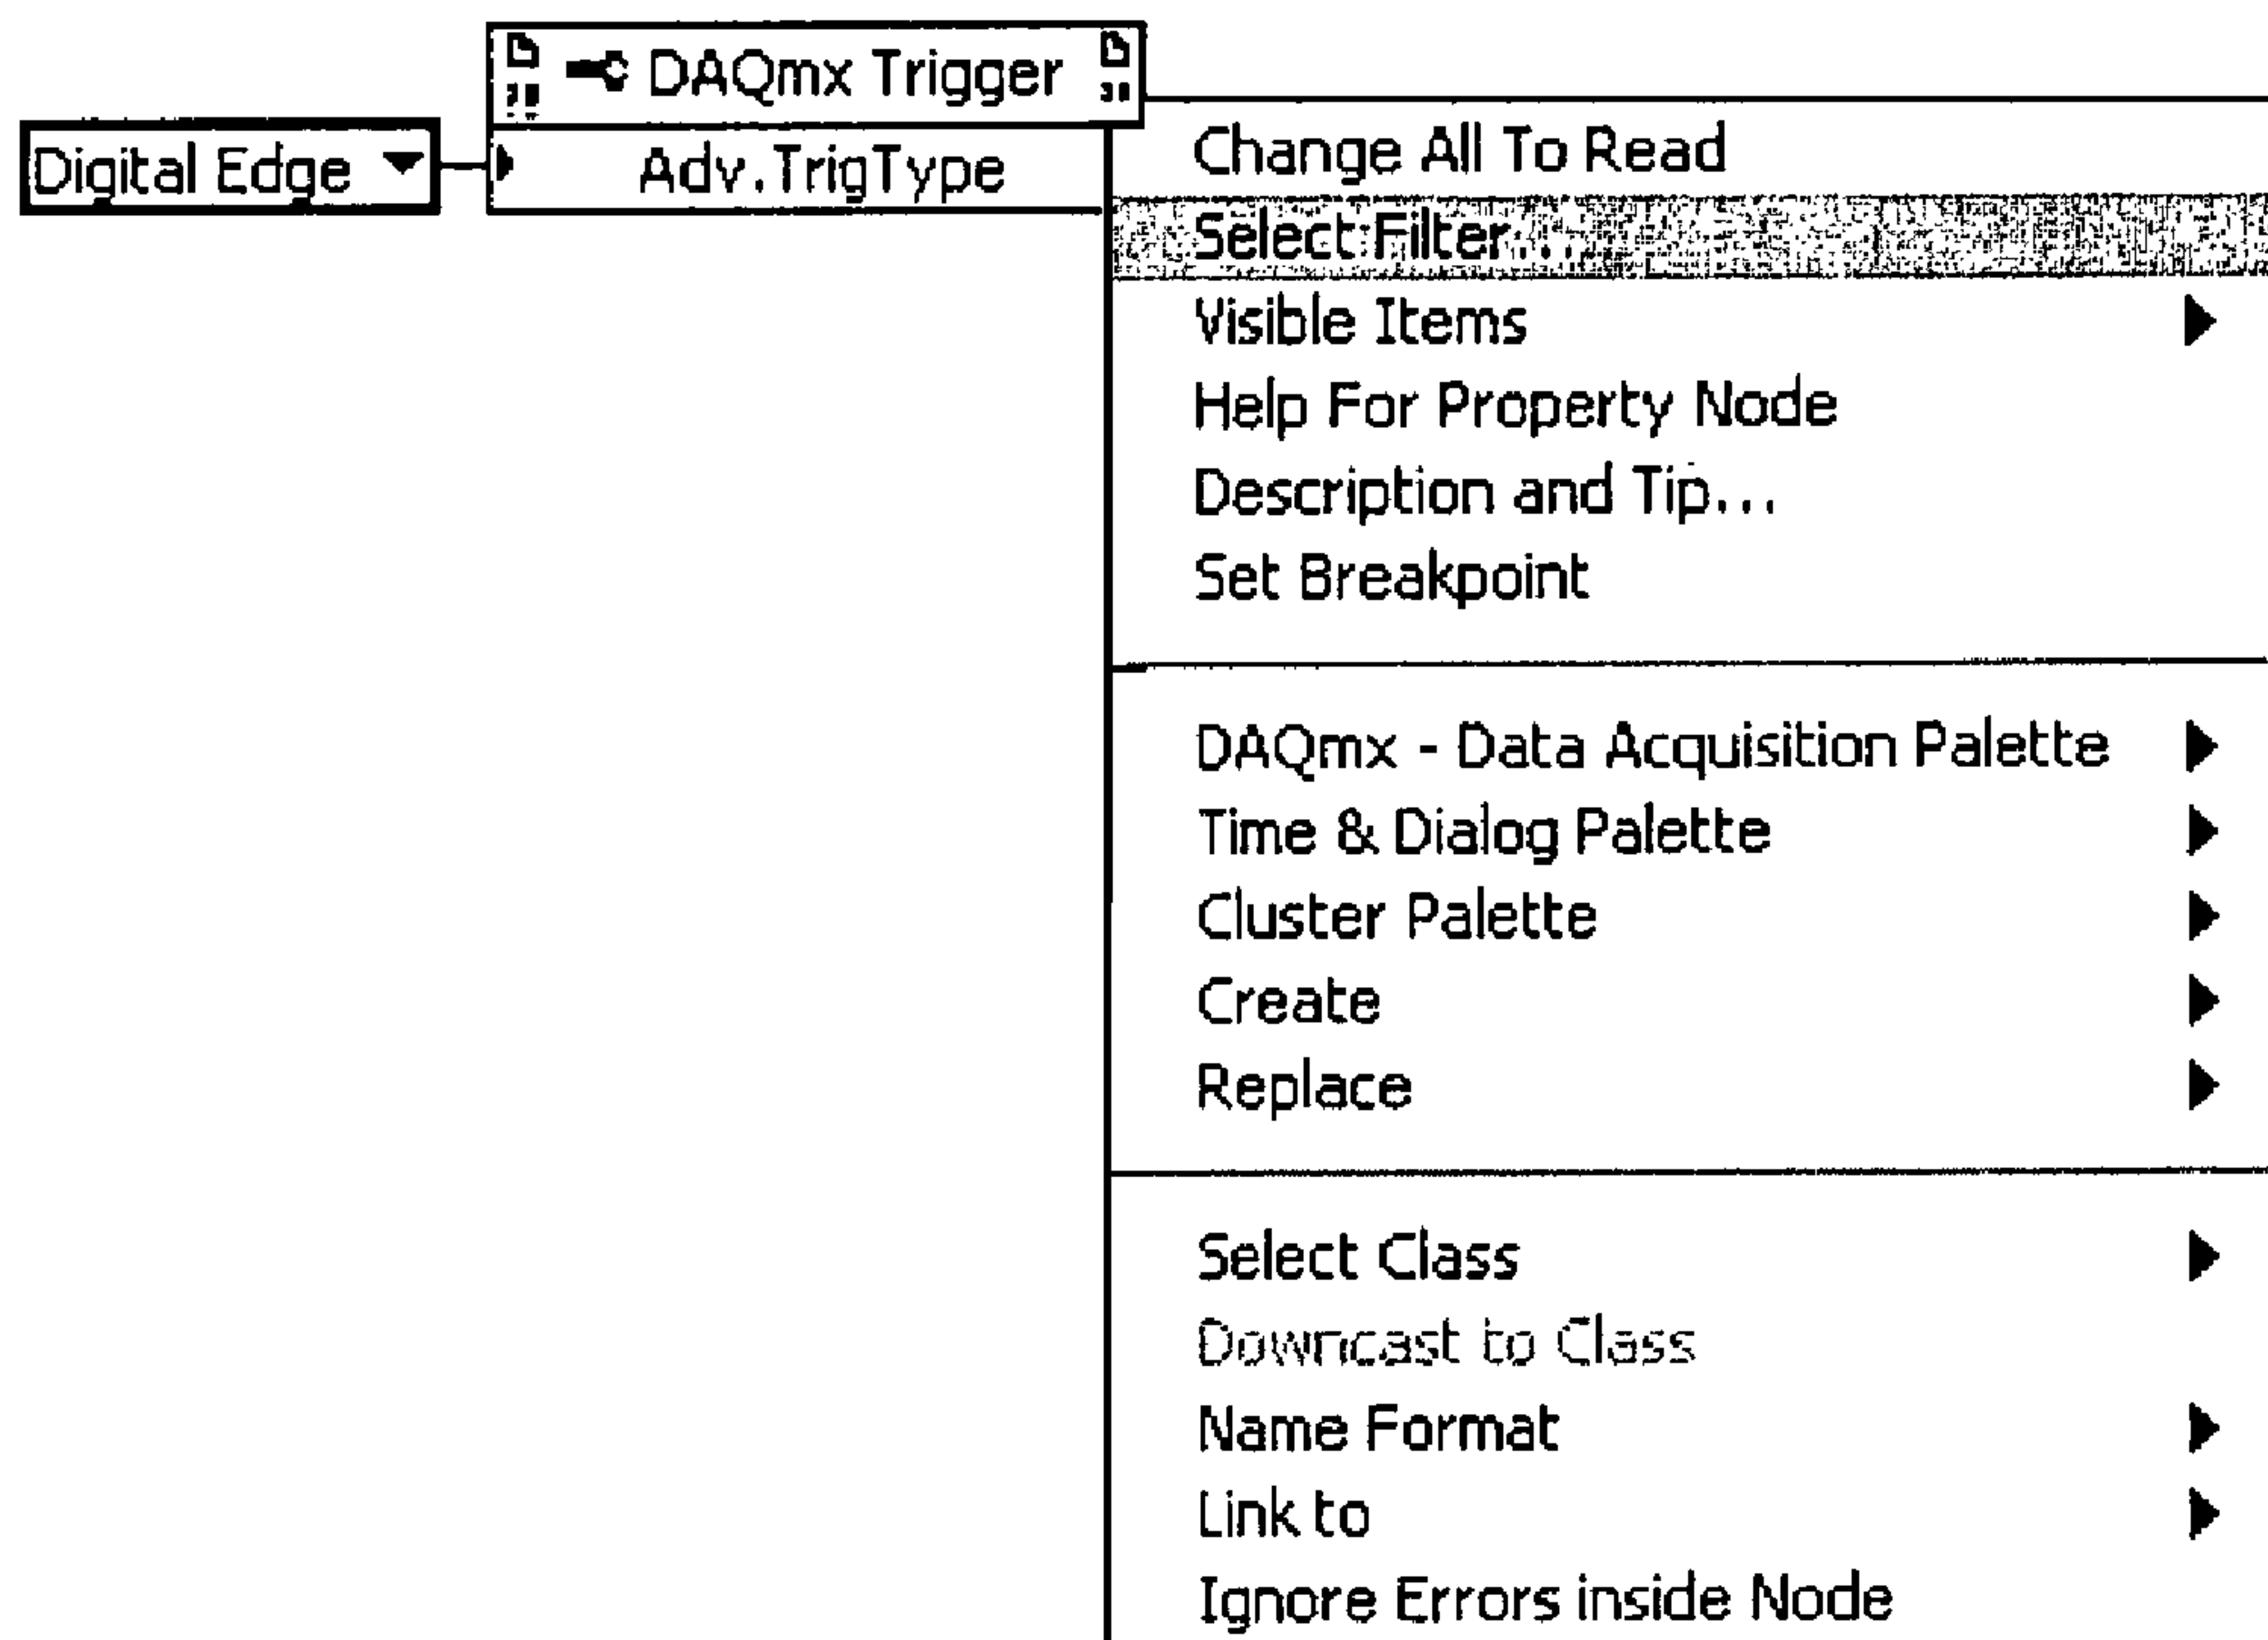 DAQmx Trigger
Digital Edge
Adv.TrigType
Change All To Read
Select Filter...
Visible Items
Help For Property Node
Description and Tip...
Set Breakpoint
DAQmx - Data Acquisition Palette
Time & Dialog Palette
Cluster Palette
Create
Replace
Select Class
Downcast to Class
Name Format
Link to
Ignore Errors inside Node